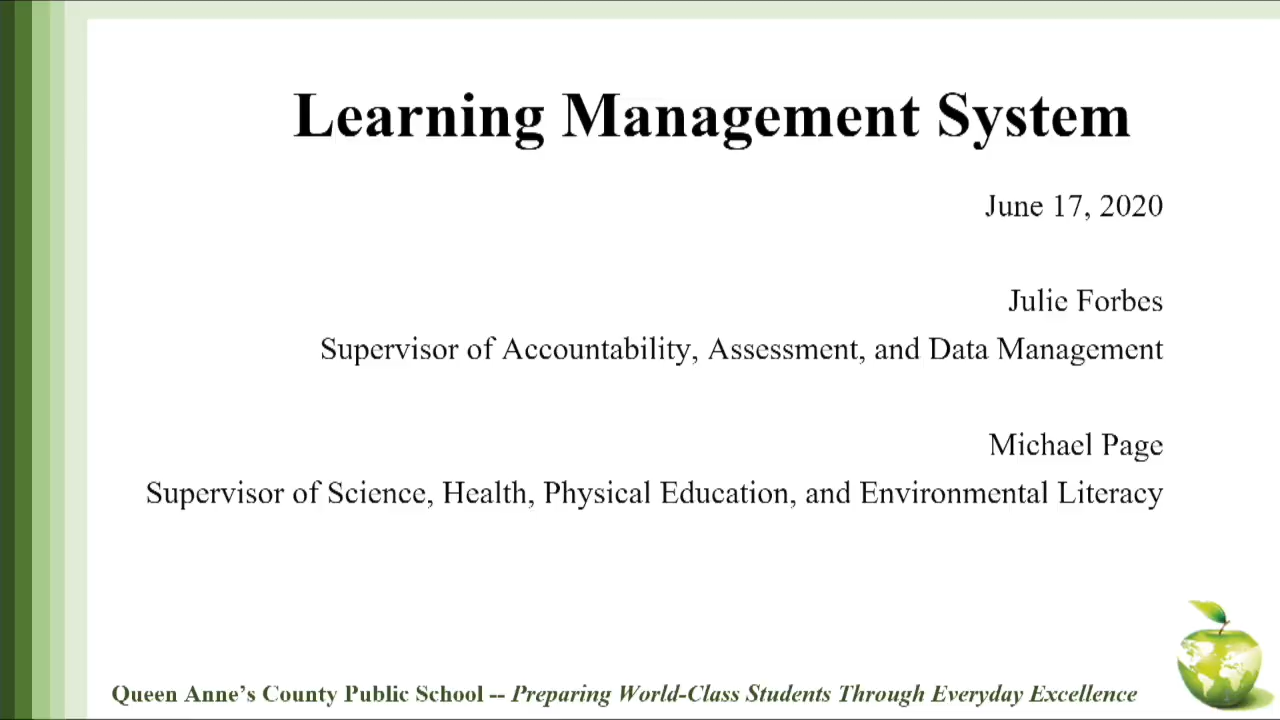 Learning Management System
June 17, 2020
Julie Forbes
Supervisor of Accountability, Assessment, and Data Management
Michael Page
Supervisor of Science, Health, Physical Education, and Environmental Literacy
Queen Anne’s County Public School -- Preparing World-Class Students Through Everyday Excellence